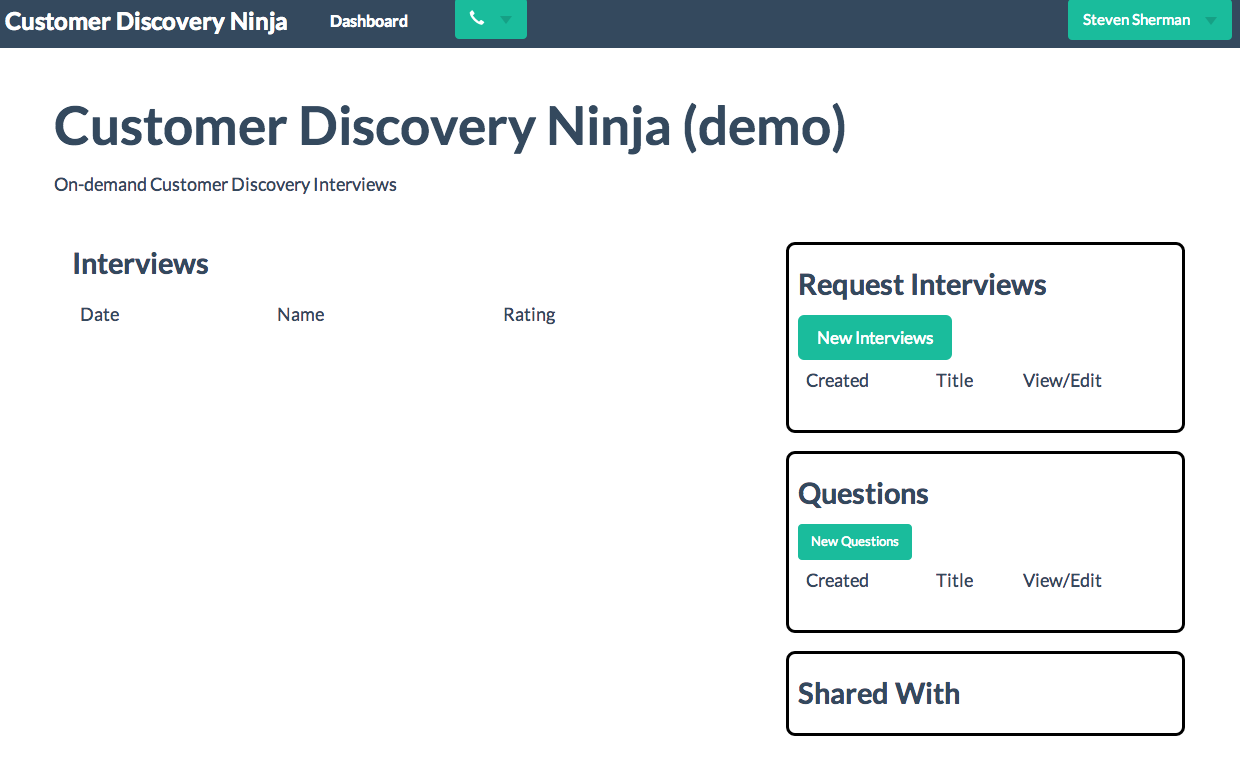 Customer Discovery Ninja Dashboard Steven Sherman
Customer Discovery Ninja (demo)
On-demand Customer Discovery Interviews
Interviews
Date Name Rating
Request Interviews
New Interviews
Created Title View/Edit
Questions
New Questions
Created Title View/Edit
Shared With